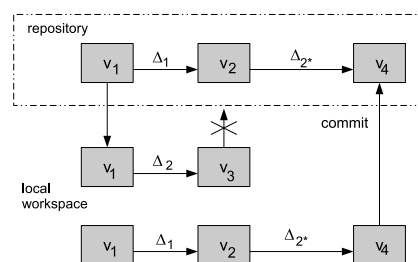 repository
v1 Δ1 v2 Δ2* v4
commit
v1 Δ2 v3
local
workspace
v1 Δ1 v2 Δ2* v4